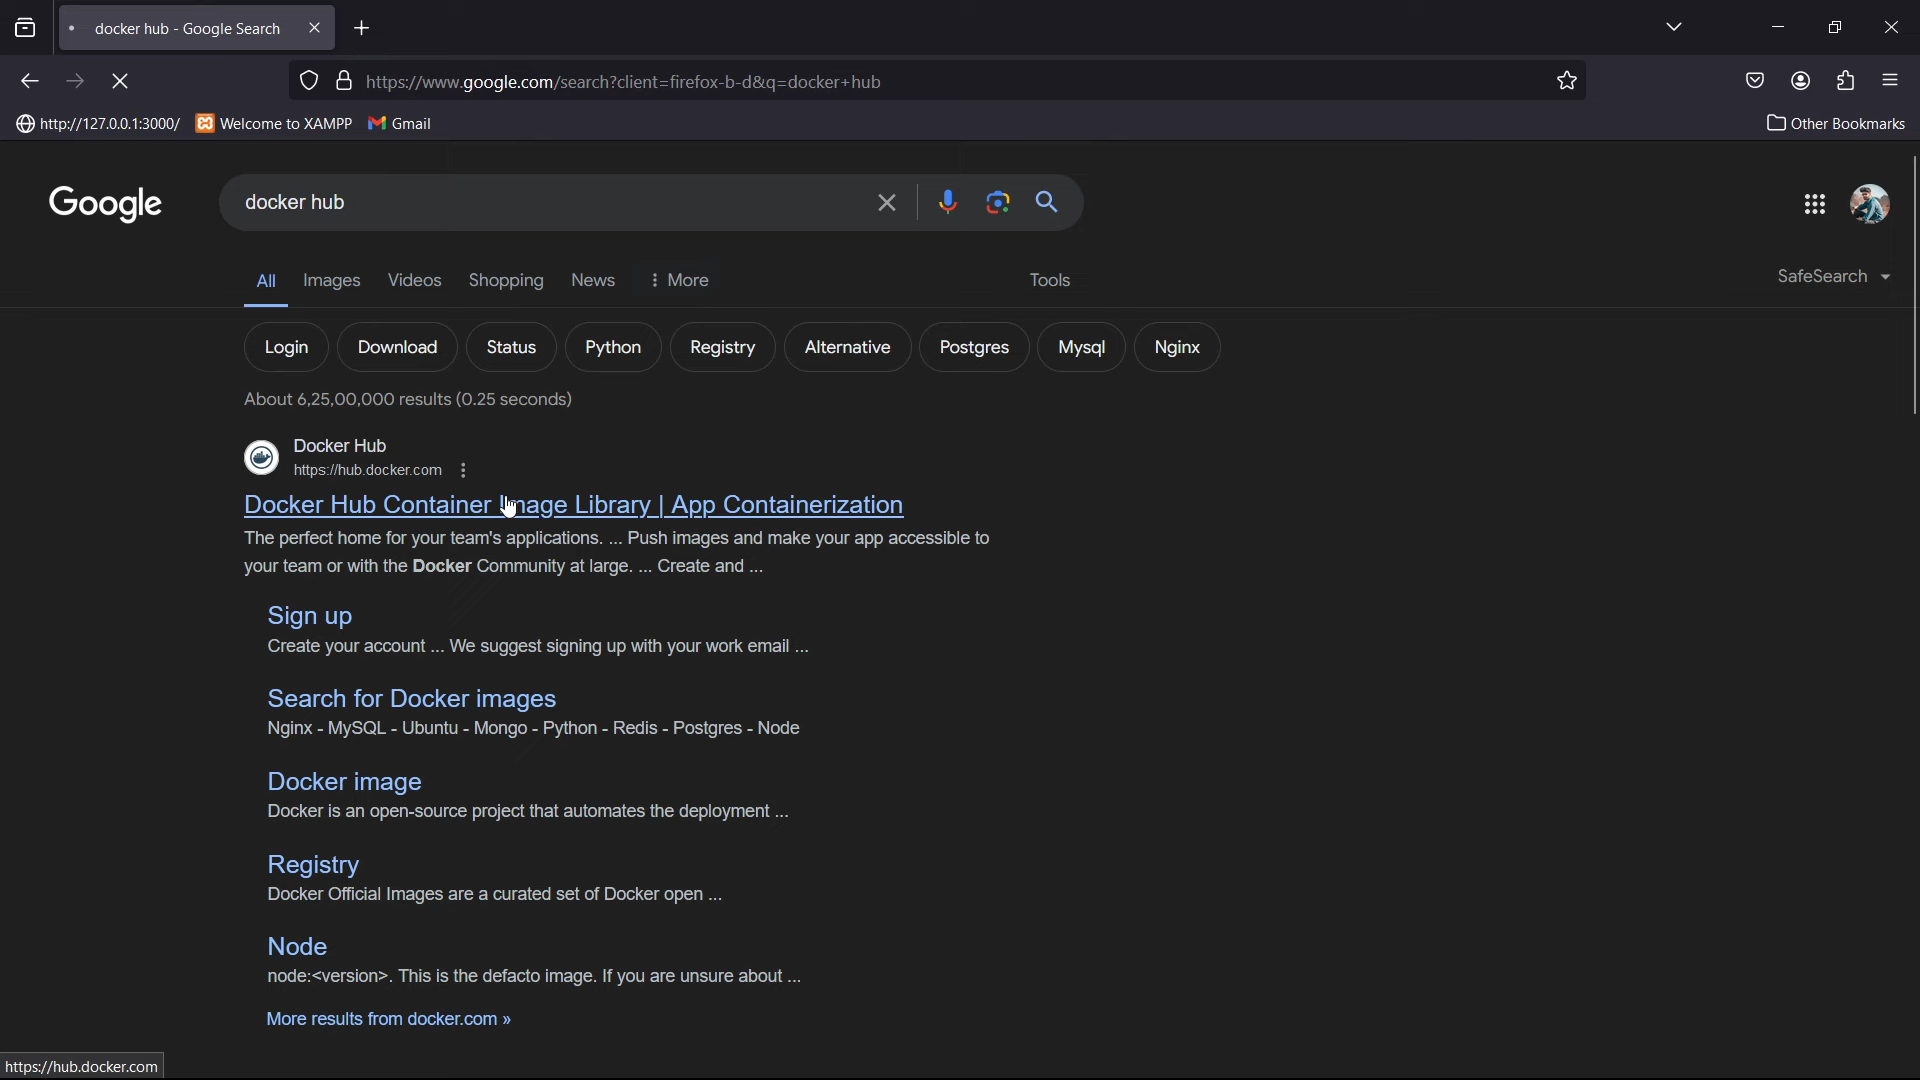 docker hub - Google Search
https://www.google.com/search?client=firefox-b-d&q=docker+hub
http://127.0.0.1:3000/ Welcome to XAMPP Gmail Other Bookmarks
Google docker hub
All Images Videos Shopping News More Tools SafeSearch
Login Download Status Python Registry Alternative Postgres Mysql Nginx
About 6,25,00,000 results (0.25 seconds)
Docker Hub
https://hub.docker.com
Docker Hub Container Image Library | App Containerization
The perfect home for your team's applications. ... Push images and make your app accessible to
your team or with the Docker Community at large. ... Create and ...
Sign up
Create your account ... We suggest signing up with your work email ...
Search for Docker images
Nginx - MySQL - Ubuntu - Mongo - Python - Redis - Postgres - Node
Docker image
Docker is an open-source project that automates the deployment ...
Registry
Docker Official Images are a curated set of Docker open ...
Node
node:<version>. This is the defacto image. If you are unsure about ...
More results from docker.com »
https://hub.docker.com